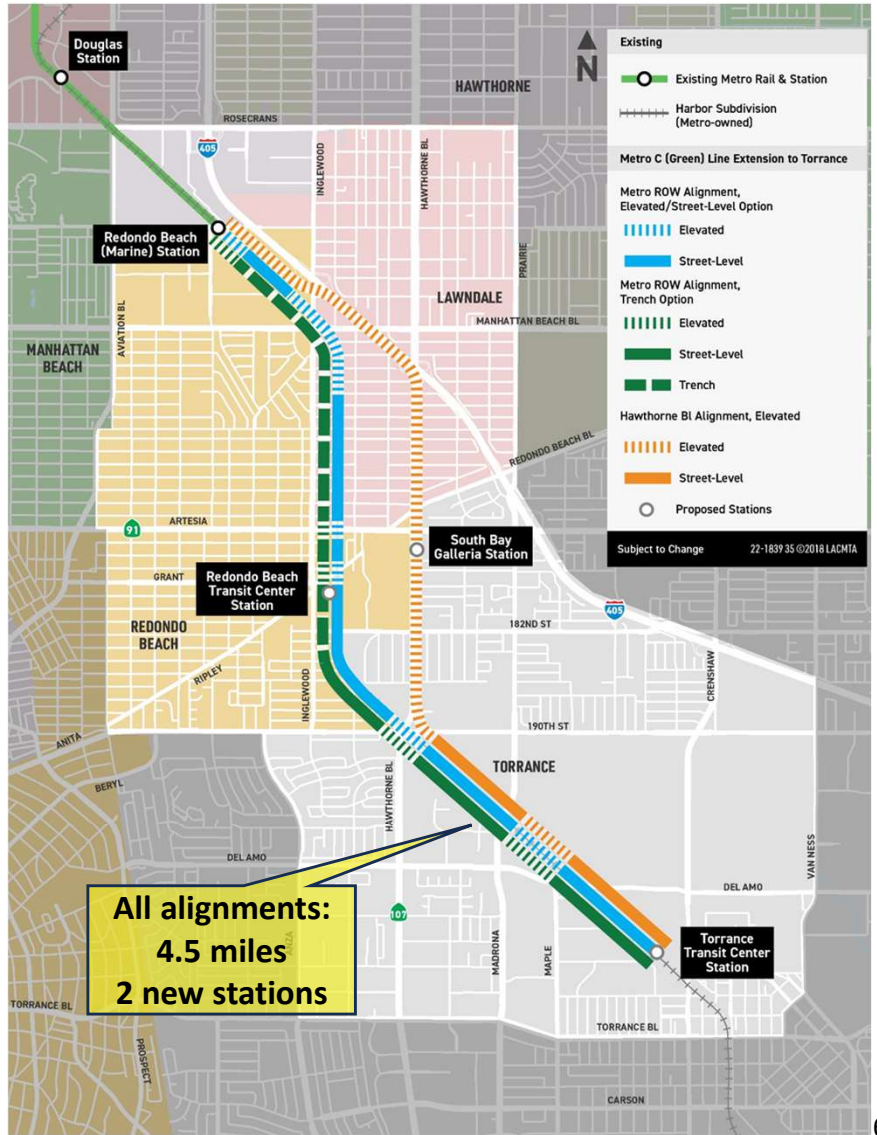 Douglas
Station
HAWTHORNE
ROSECRANS
405
INGLEWOOD
HAWTHORNE BL
PRAIRIE
Redondo Beach
(Marine) Station
LAWNDALE
MANHATTAN BEACH BL
AVIATION BL
MANHATTAN
BEACH
REDONDO BEACH BL
ARTESIA
91
South Bay
Galleria Station
GRANT
Redondo Beach
Transit Center
Station
405
182ND ST
REDONDO
BEACH
RIPLEY
INGLEWOOD
CRENSHAW
190TH ST
ANITA
BERYL
TORRANCE
HAWTHORNE BL
VAN NESS
DEL AMO
DEL AMO
107
ANZA
MADRONA
MAPLE
Torrance
Transit Center
Station
TORRANCE BL
TORRANCE BL
PROSPECT
CARSON
All alignments:
4.5 miles
2 new stations
N
Existing
Existing Metro Rail & Station
Harbor Subdivision
(Metro-owned)
Metro C (Green) Line Extension to Torrance
Metro ROW Alignment,
Elevated/Street-Level Option
Elevated
Street-Level
Metro ROW Alignment,
Trench Option
Elevated
Street-Level
Trench
Hawthorne Bl Alignment, Elevated
Elevated
Street-Level
Proposed Stations
Subject to Change 22-1839 35 ©2018 LACMTA